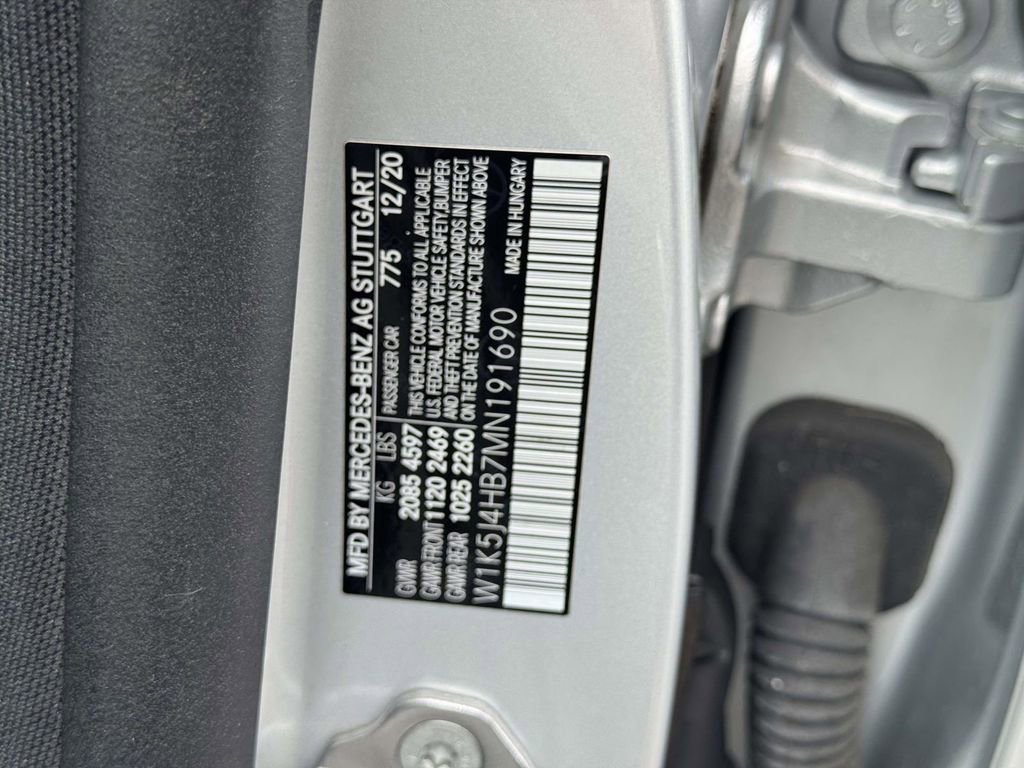 MFD BY MERCEDES-BENZ AG STUTTGART
KG LBS PASSENGER CAR 775 12/20
GVWR 2085 4597 THIS VEHICLE CONFORMS TO ALL APPLICABLE
GAWR FRONT 1120 2469 U.S. FEDERAL MOTOR VEHICLE SAFETY BUMPER
GAWR REAR 1025 2260 AND THEFT PREVENTION STANDARDS IN EFFECT
ON THE DATE OF MANUFACTURE SHOWN ABOVE
W1K5J4HB7MN191690 MADE IN HUNGARY